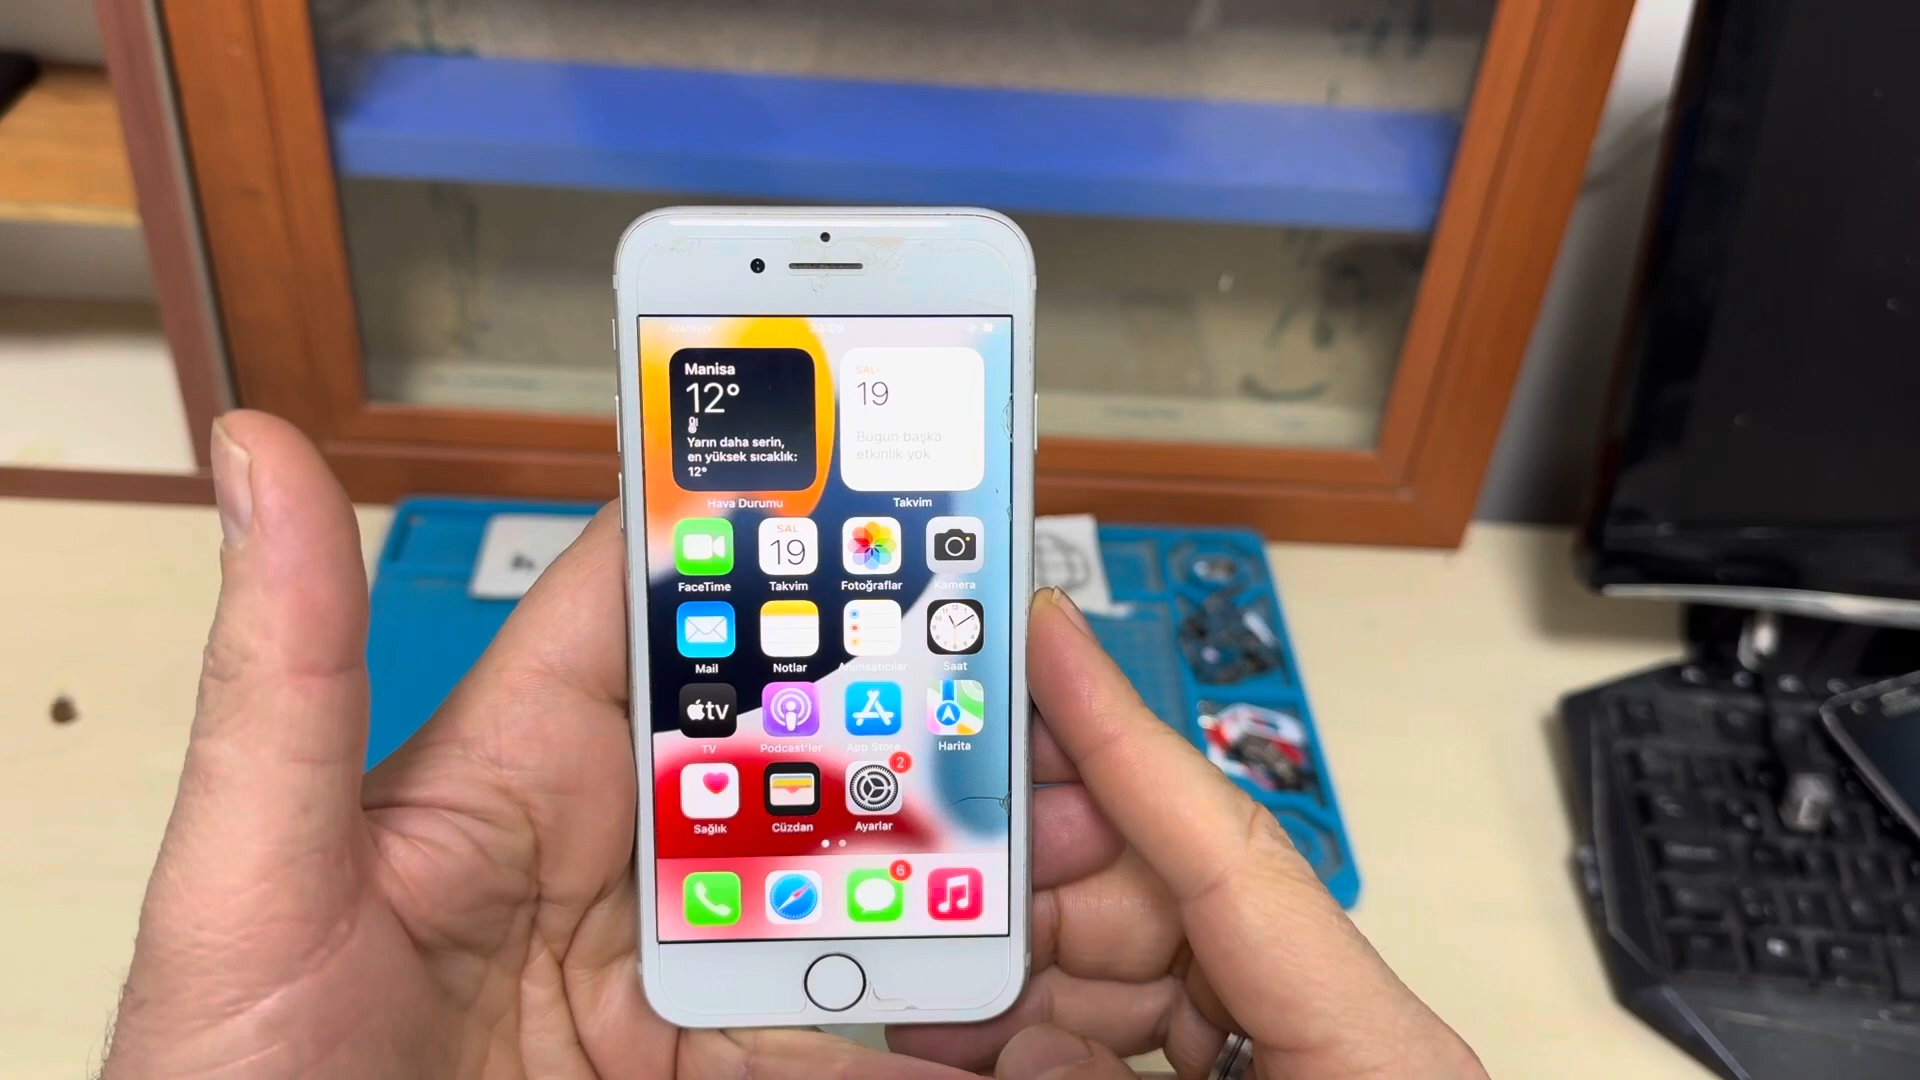 Manisa
12°
Yarın daha serin,
en yüksek sıcaklık:
12°
Hava Durumu
SALI
19
Bugün başka
etkinlik yok
Takvim
FaceTime
SAL
19
Takvim
Fotoğraflar
Kamera
Mail
Notlar
Anımsatıcılar
Saat
tv
TV
Podcast'ler
App Store
Harita
2
Sağlık
Cüzdan
Ayarlar
6